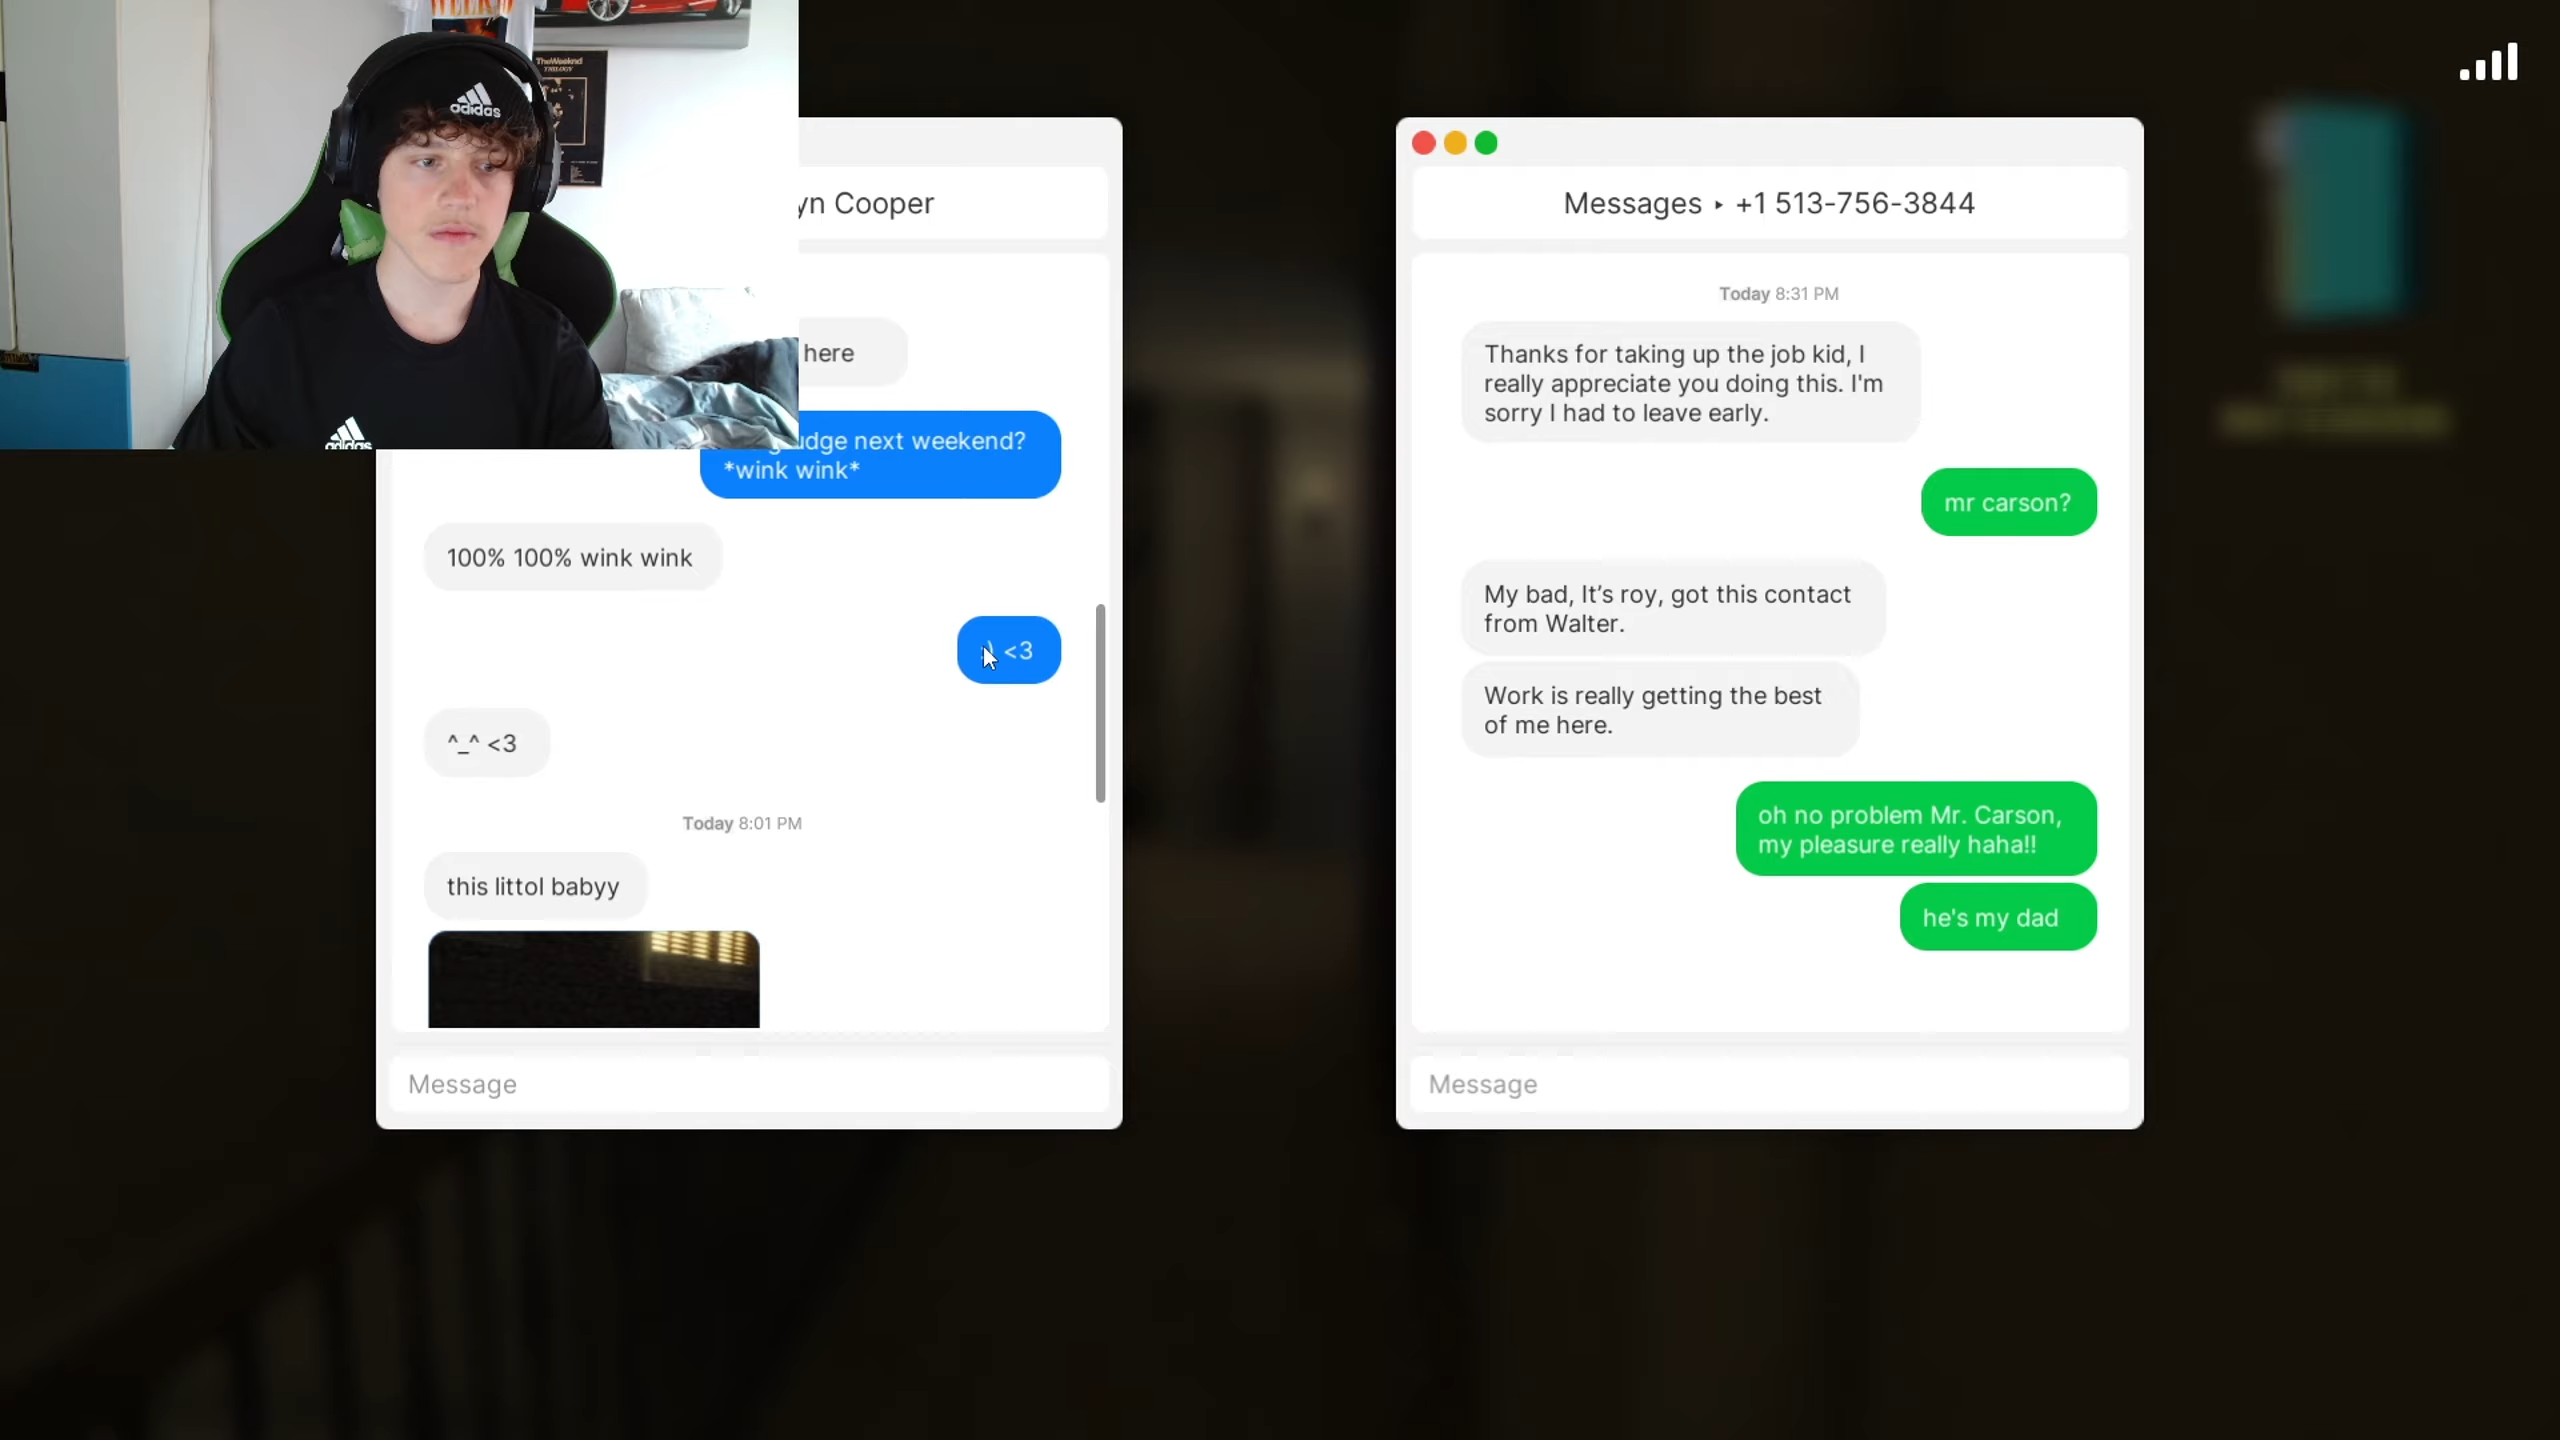 WEEKND
TheWeeknd
TRILOGY
adidas
adidas
yn Cooper
here
udge next weekend?
*wink wink*
100% 100% wink wink
:) <3
^_^ <3
Today 8:01 PM
this littol babyy
Message
Messages ‣ +1 513-756-3844
Today 8:31 PM
Thanks for taking up the job kid, I
really appreciate you doing this. I'm
sorry I had to leave early.
mr carson?
My bad, It’s roy, got this contact
from Walter.
Work is really getting the best
of me here.
oh no problem Mr. Carson,
my pleasure really haha!!
he's my dad
Message